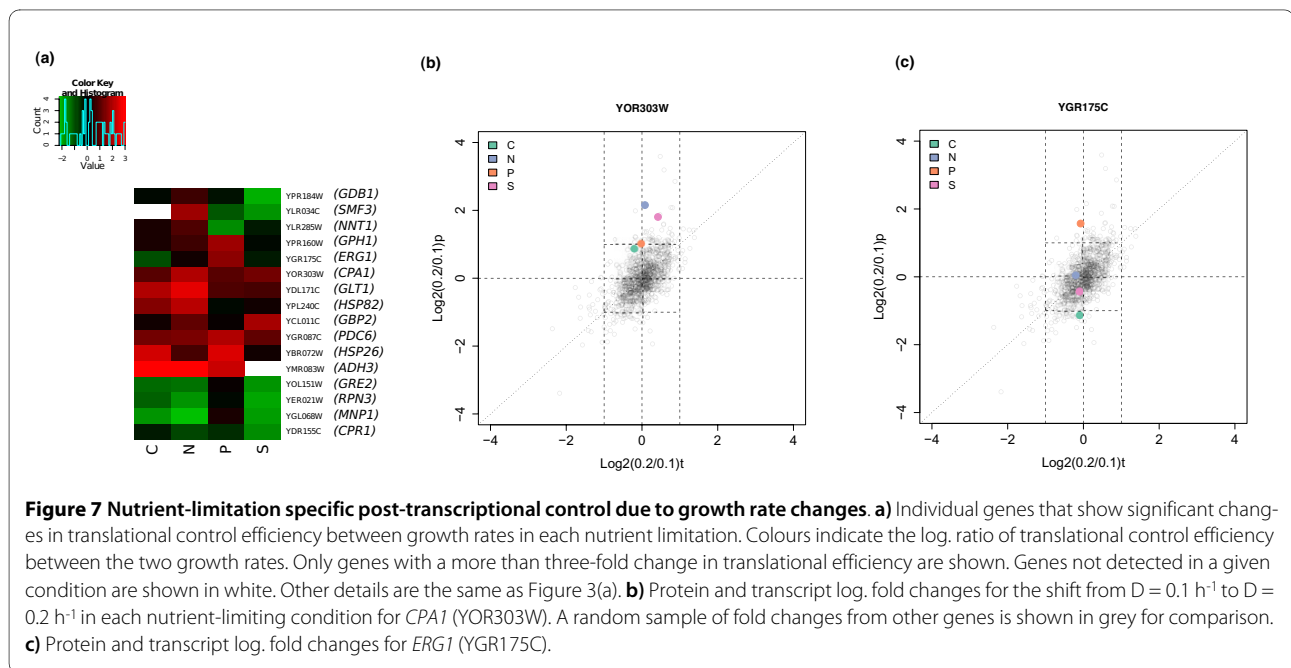 (a)
Color Key
and Histogram
Count
0 1 2 3 4
−2 0 1 2 3
Value
YPR184W (GDB1)
YLR034C (SMF3)
YLR285W (NNT1)
YPR160W (GPH1)
YGR175C (ERG1)
YOR303W (CPA1)
YDL171C (GLT1)
YPL240C (HSP82)
YCL011C (GBP2)
YGR087C (PDC6)
YBR072W (HSP26)
YMR083W (ADH3)
YOL151W (GRE2)
YER021W (RPN3)
YGL068W (MNP1)
YDR155C (CPR1)
C N P S
(b)
YOR303W
C
N
P
S
Log2(0.2/0.1)p
−4 −2 0 2 4
−4 −2 0 2 4
Log2(0.2/0.1)t
(c)
YGR175C
C
N
P
S
Log2(0.2/0.1)p
−4 −2 0 2 4
−4 −2 0 2 4
Log2(0.2/0.1)t
Figure 7 Nutrient-limitation specific post-transcriptional control due to growth rate changes. a) Individual genes that show significant chang-
es in translational control efficiency between growth rates in each nutrient limitation. Colours indicate the log. ratio of translational control efficiency
between the two growth rates. Only genes with a more than three-fold change in translational efficiency are shown. Genes not detected in a given
condition are shown in white. Other details are the same as Figure 3(a). b) Protein and transcript log. fold changes for the shift from D = 0.1 h-1 to D =
0.2 h-1 in each nutrient-limiting condition for CPA1 (YOR303W). A random sample of fold changes from other genes is shown in grey for comparison.
c) Protein and transcript log. fold changes for ERG1 (YGR175C).